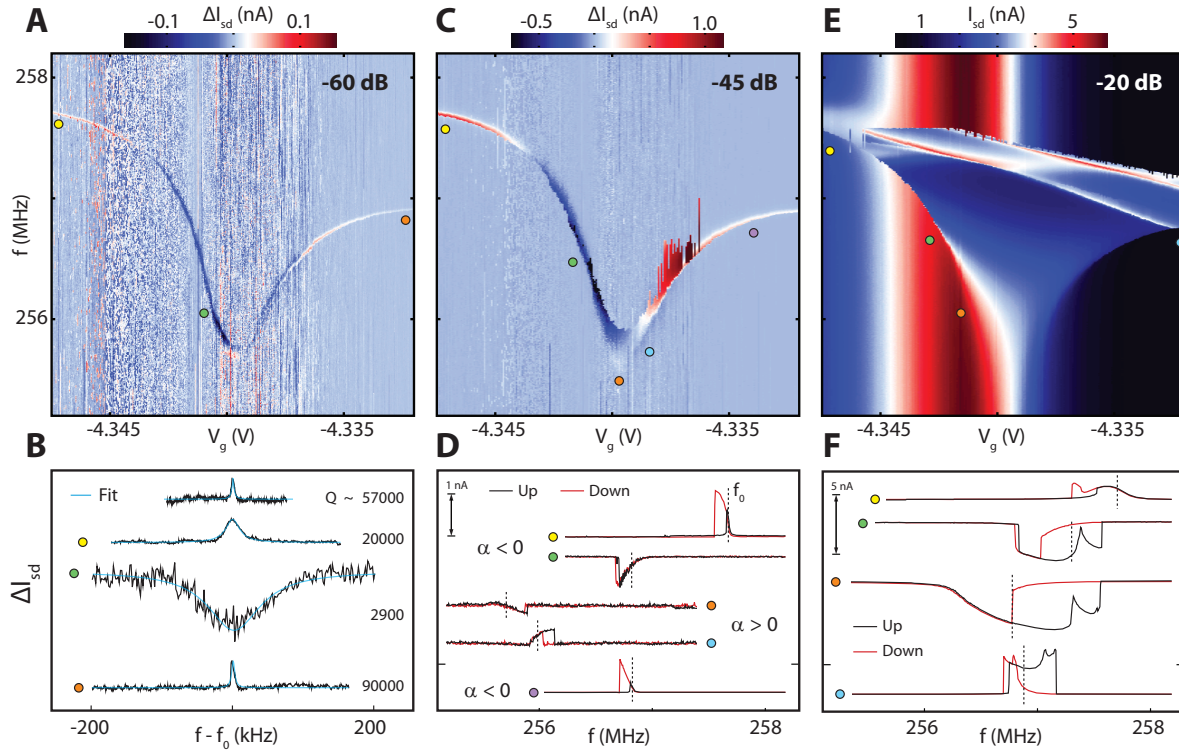 A
ΔI_sd (nA)
-0.1 0.1
-60 dB
258
f (MHz)
256
-4.345 -4.335
V_g (V)
C
ΔI_sd (nA)
-0.5 1.0
-45 dB
-4.345 -4.335
V_g (V)
E
I_sd (nA)
1 5
-20 dB
-4.345 -4.335
V_g (V)
B
Fit
Q ~ 57000
20000
2900
90000
ΔI_sd
-200 200
f - f_0 (kHz)
D
1 nA
Up Down
f_0
α < 0
α > 0
α < 0
256 258
f (MHz)
F
5 nA
Up
Down
256 258
f (MHz)